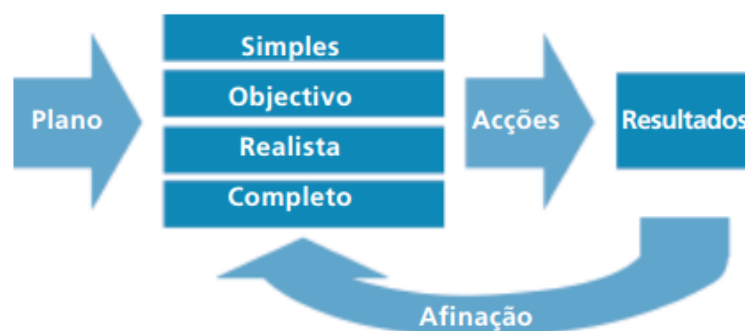 Simples
Objectivo
Plano
Acções
Resultados
Realista
Completo
Afinação